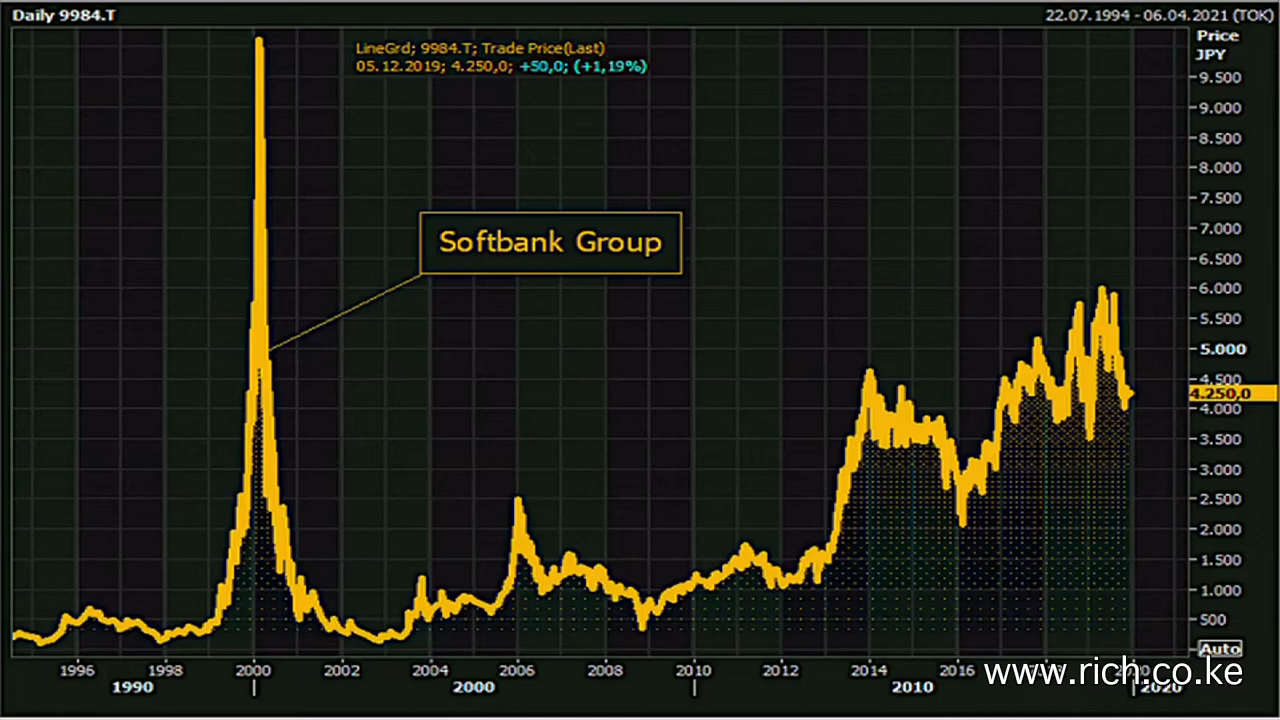 Daily 9984.T
22.07.1994 - 06.04.2021 (TOK)
LineGrd; 9984.T; Trade Price(Last)
05.12.2019; 4.250,0; +50,0; (+1,19%)
Price
JPY
9.500
9.000
8.500
8.000
7.500
7.000
6.500
6.000
5.500
5.000
4.500
4.250,0
4.000
3.500
3.000
2.500
2.000
1.500
1.000
500
Auto
Softbank Group
1996 1998 2000 2002 2004 2006 2008 2010 2012 2014 2016
1990 2000 2010 2020
www.rich.co.ke